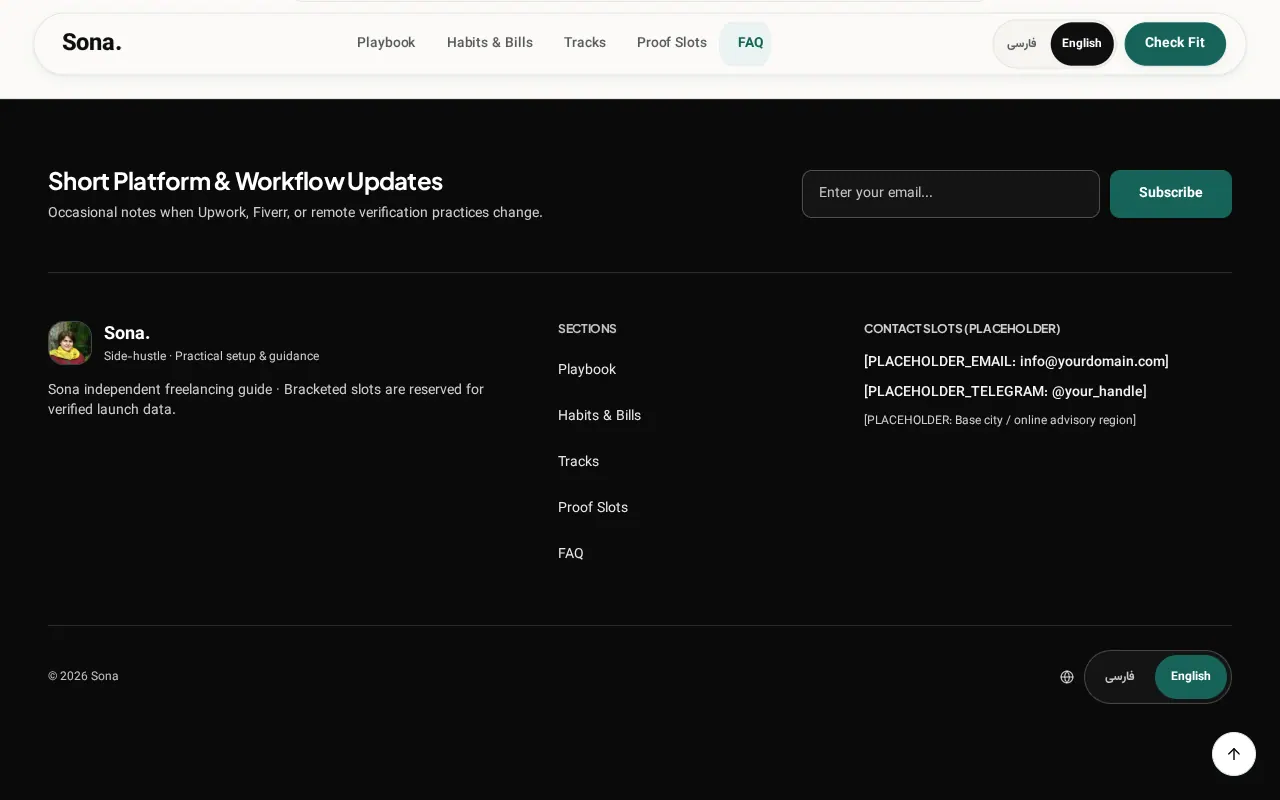 Sona.
Playbook
Habits & Bills
Tracks
Proof Slots
FAQ
فارسی
English
Check Fit
Short Platform & Workflow Updates
Occasional notes when Upwork, Fiverr, or remote verification practices change.
Enter your email...
Subscribe
Sona.
Side-hustle · Practical setup & guidance
Sona independent freelancing guide · Bracketed slots are reserved for
verified launch data.
SECTIONS
Playbook
Habits & Bills
Tracks
Proof Slots
FAQ
CONTACT SLOTS (PLACEHOLDER)
[PLACEHOLDER_EMAIL: info@yourdomain.com]
[PLACEHOLDER_TELEGRAM: @your_handle]
[PLACEHOLDER: Base city / online advisory region]
© 2026 Sona
فارسی
English